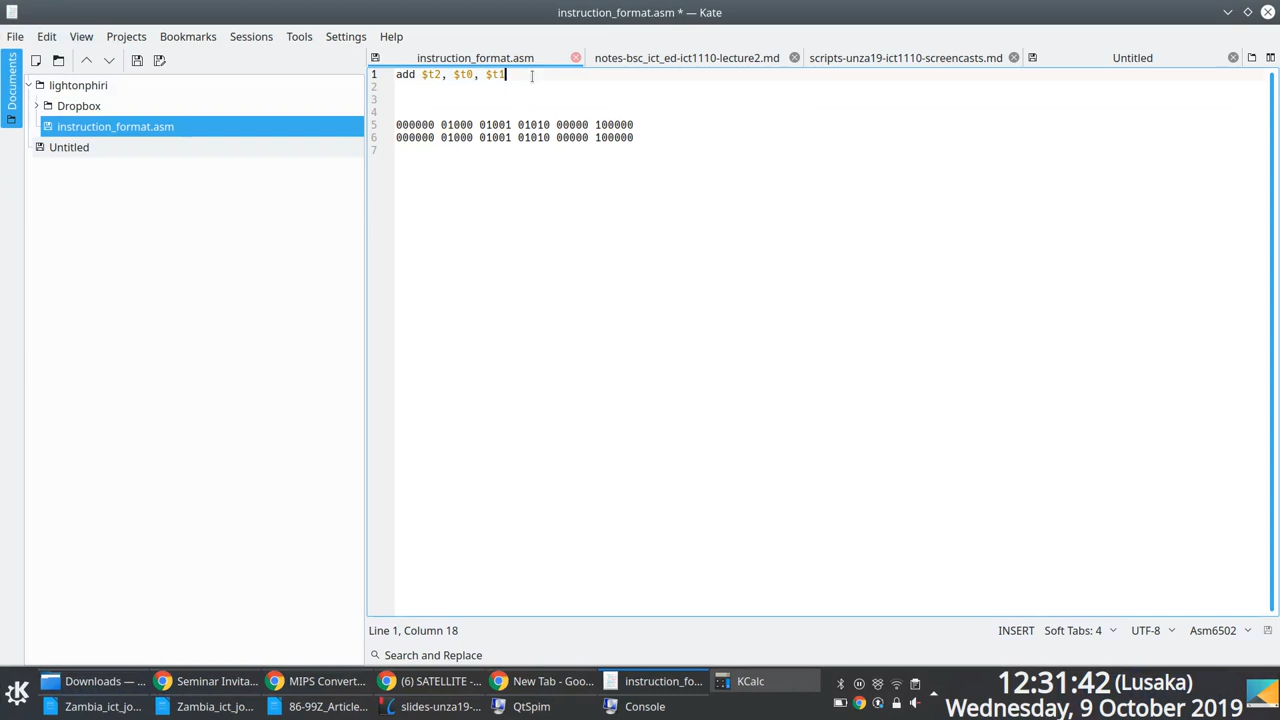 instruction_format.asm * — Kate
File Edit View Projects Bookmarks Sessions Tools Settings Help
Documents
instruction_format.asm notes-bsc_ict_ed-ict1110-lecture2.md scripts-unza19-ict1110-screencasts.md Untitled
lightonphiri
Dropbox
instruction_format.asm
Untitled
1 add $t2, $t0, $t1
2
3
4
5 000000 01000 01001 01010 00000 100000
6 000000 01000 01001 01010 00000 100000
7
Line 1, Column 18 INSERT Soft Tabs: 4 UTF-8 Asm6502
Search and Replace
Downloads — ... Seminar Invita... MIPS Convert... (6) SATELLITE -... New Tab - Goo... instruction_fo... KCalc
Zambia_ict_jo... Zambia_ict_jo... 86-99Z_Article... slides-unza19-... QtSpim Console
12:31:42 (Lusaka)
Wednesday, 9 October 2019